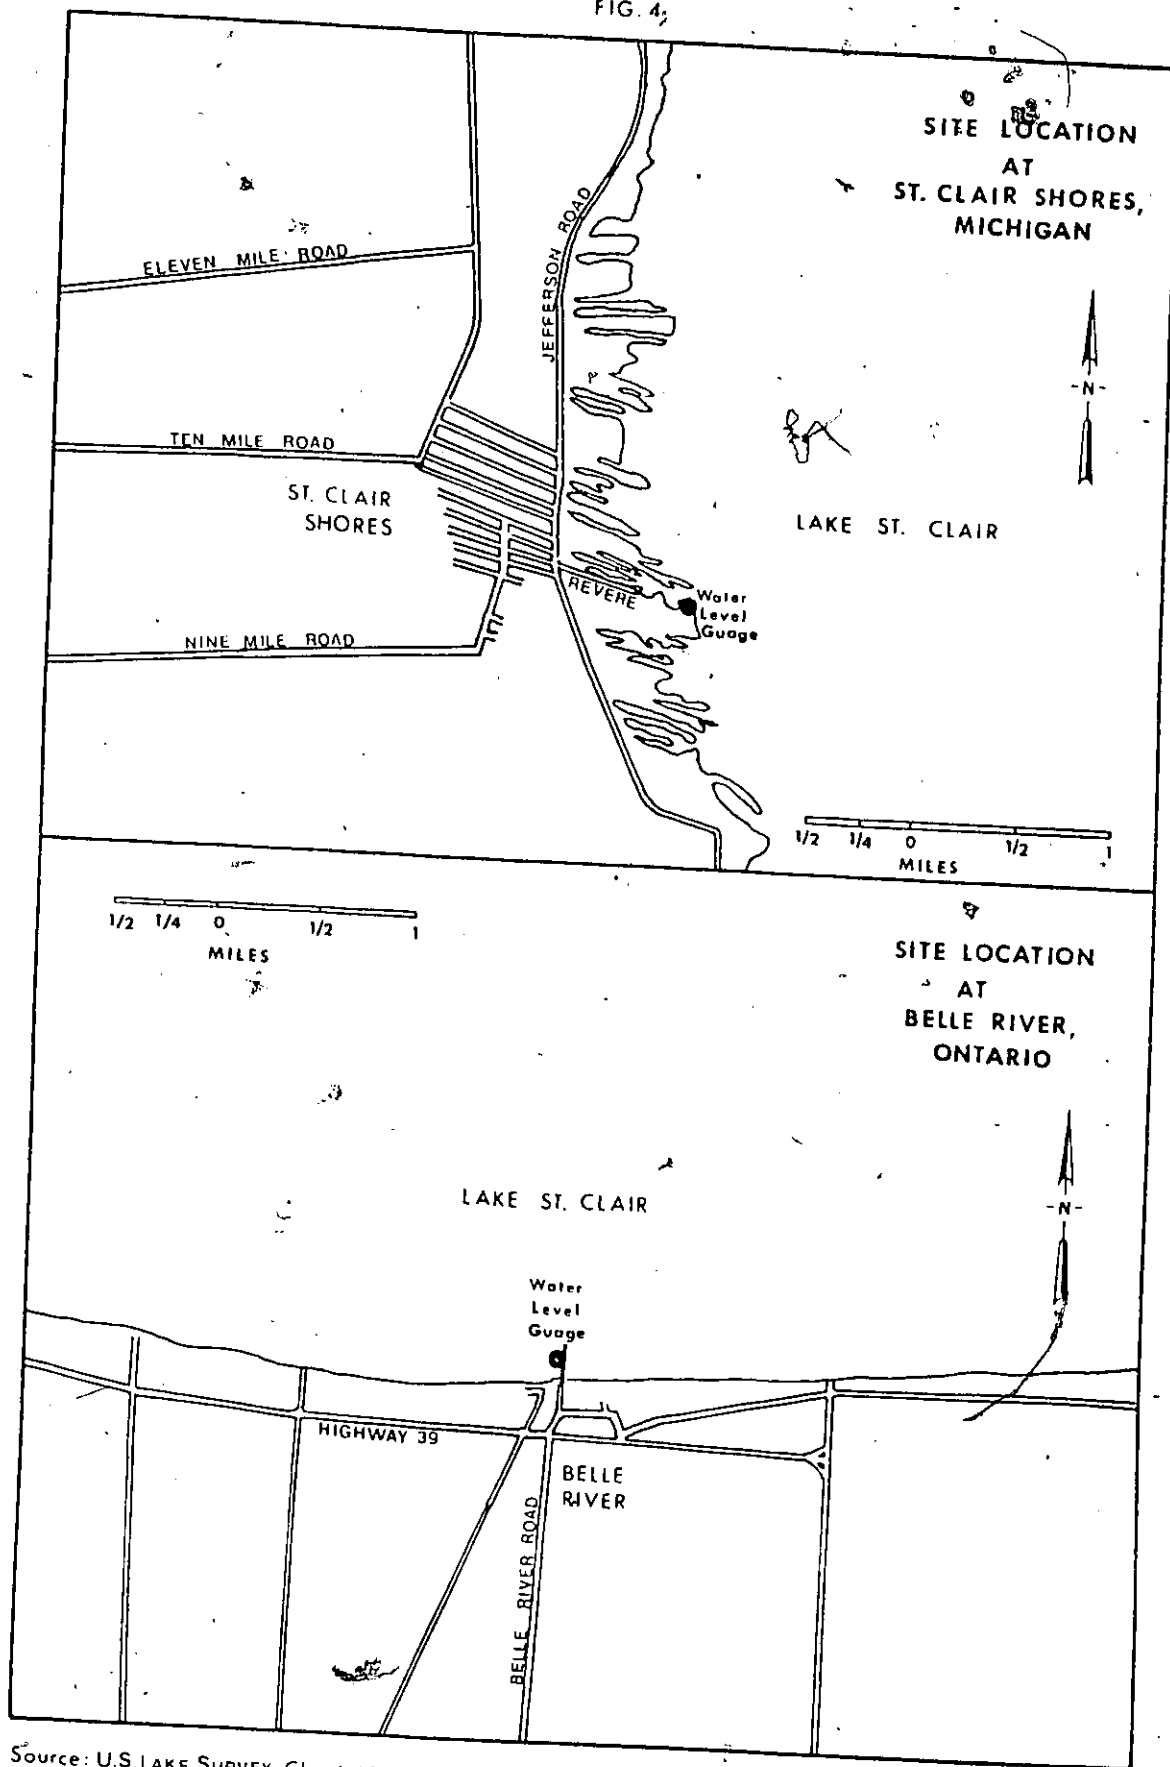 FIG. 4
SITE LOCATION
AT
ST. CLAIR SHORES,
MICHIGAN
ELEVEN MILE ROAD
JEFFERSON ROAD
-N-
TEN MILE ROAD
ST. CLAIR
SHORES
LAKE ST. CLAIR
REVERE
Water
Level
Guage
NINE MILE ROAD
1/2 1/4 0 1/2 1
MILES
1/2 1/4 0 1/2 1
MILES
SITE LOCATION
AT
BELLE RIVER,
ONTARIO
LAKE ST. CLAIR
-N-
Water
Level
Guage
HIGHWAY 39
BELLE
RIVER
BELLE RIVER ROAD
Source: U.S. LAKE SURVEY